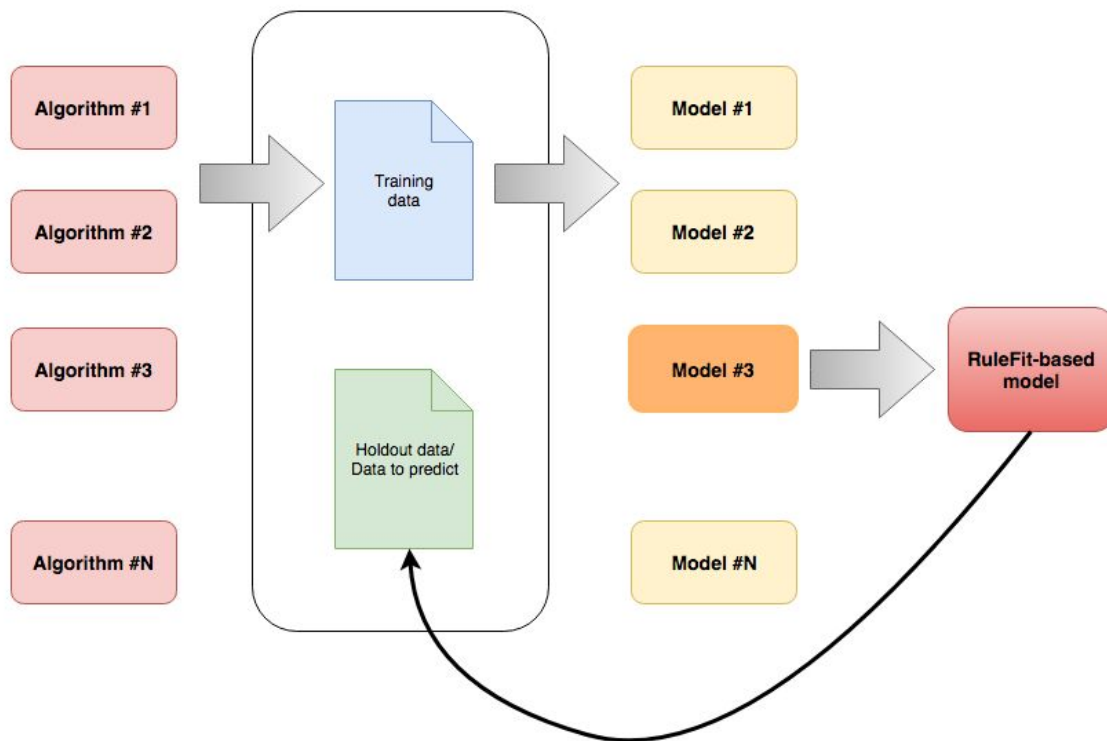 Algorithm #1
Algorithm #2
Algorithm #3
Algorithm #N
Training
data
Holdout data/
Data to predict
Model #1
Model #2
Model #3
Model #N
RuleFit-based
model